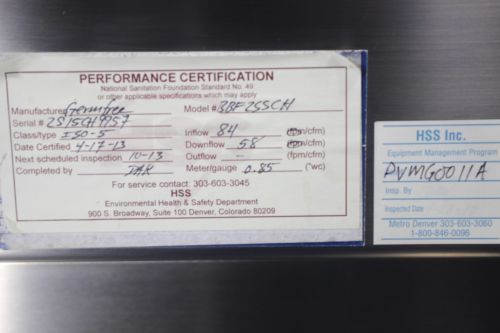 PERFORMANCE CERTIFICATION
National Sanitation Foundation Standard No. 49
or other applicable specifications which may apply
Manufacturer Germfree Model # BBF2SSCH
Serial #
Class/type ISO-5 Inflow 84 (fpm/cfm)
Date Certified 4-17-13 Downflow 58 (fpm/cfm)
Next scheduled inspection 10-13 Outflow - (fpm/cfm)
Completed by Meter/gauge 0.85 ("wc)
For service contact: 303-603-3045
HSS
Environmental Health & Safety Department
900 S. Broadway, Suite 100 Denver, Colorado 80209
HSS Inc.
Equipment Management Program
PVMG0011A
Insp. By
Inspected Date
Metro Denver 303-603-3060
1-800-846-0096